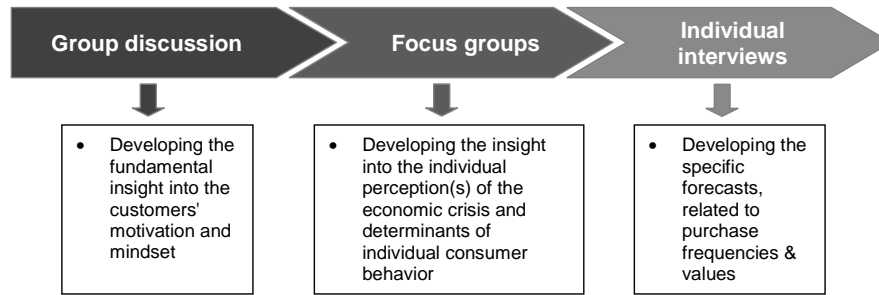 Group discussion
Focus groups
Individual
interviews
• Developing the
fundamental
insight into the
customers'
motivation and
mindset
• Developing the insight
into the individual
perception(s) of the
economic crisis and
determinants of
individual consumer
behavior
• Developing the
specific
forecasts,
related to
purchase
frequencies &
values